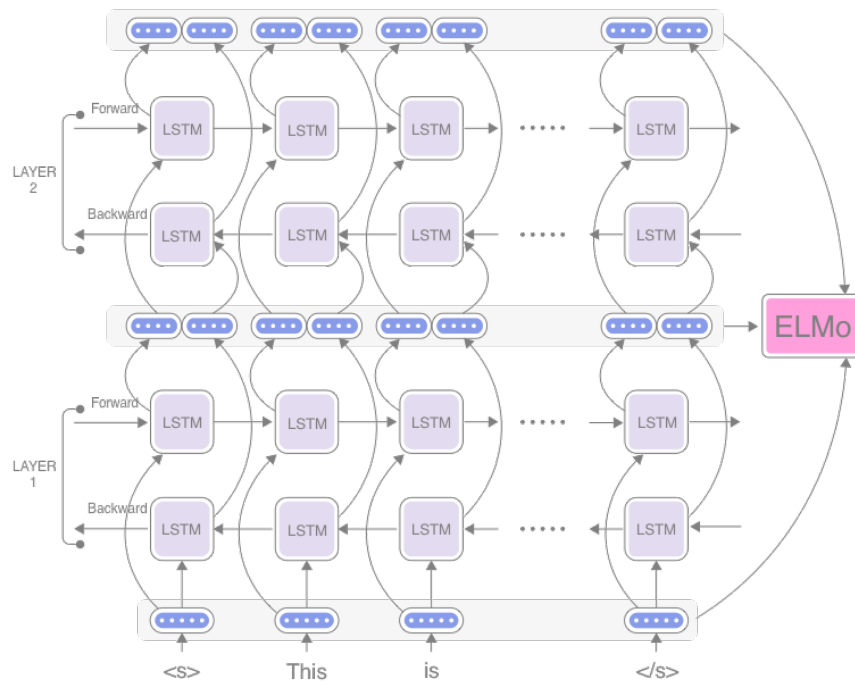 Forward
LSTM LSTM LSTM LSTM
LAYER
2
Backward
LSTM LSTM LSTM LSTM
ELMo
Forward
LSTM LSTM LSTM LSTM
LAYER
1
Backward
LSTM LSTM LSTM LSTM
<s> This is </s>